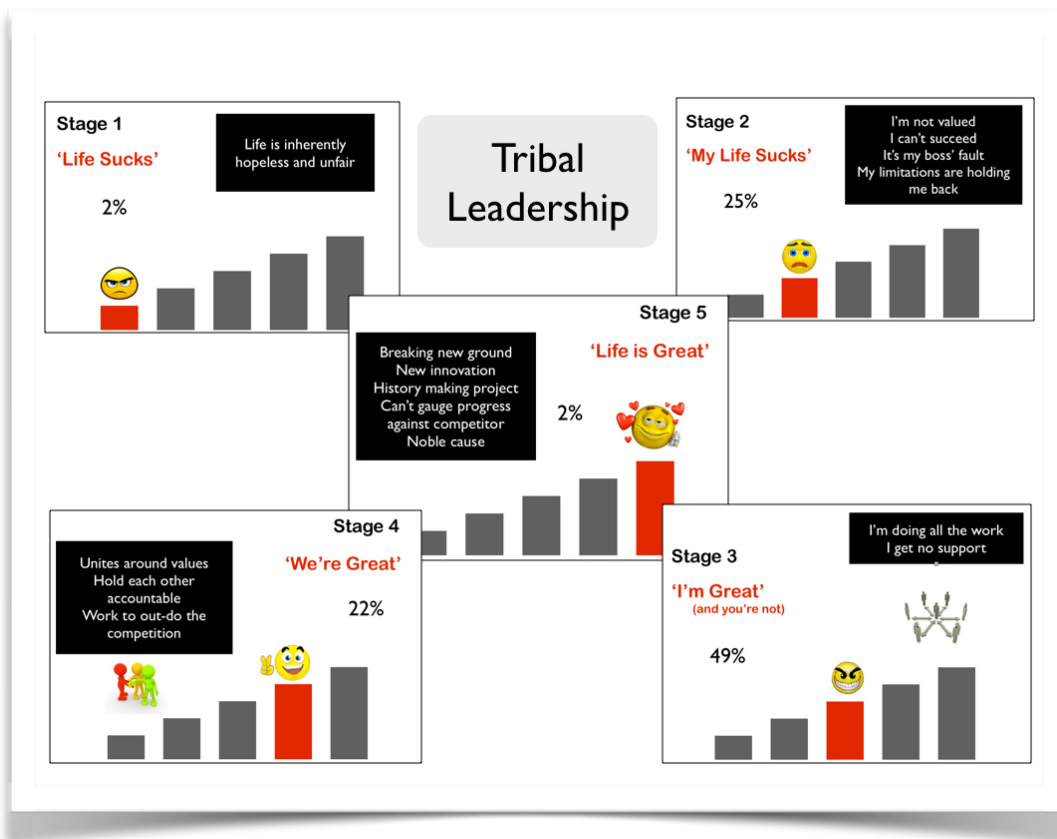 Tribal
Leadership
Stage 1
'Life Sucks'
2%
Life is inherently
hopeless and unfair
Stage 2
'My Life Sucks'
25%
I'm not valued
I can't succeed
It's my boss' fault
My limitations are holding
me back
Stage 5
'Life is Great'
2%
Breaking new ground
New innovation
History making project
Can't gauge progress
against competitor
Noble cause
Stage 4
'We're Great'
22%
Unites around values
Hold each other
accountable
Work to out-do the
competition
Stage 3
'I'm Great'
(and you're not)
49%
I'm doing all the work
I get no support